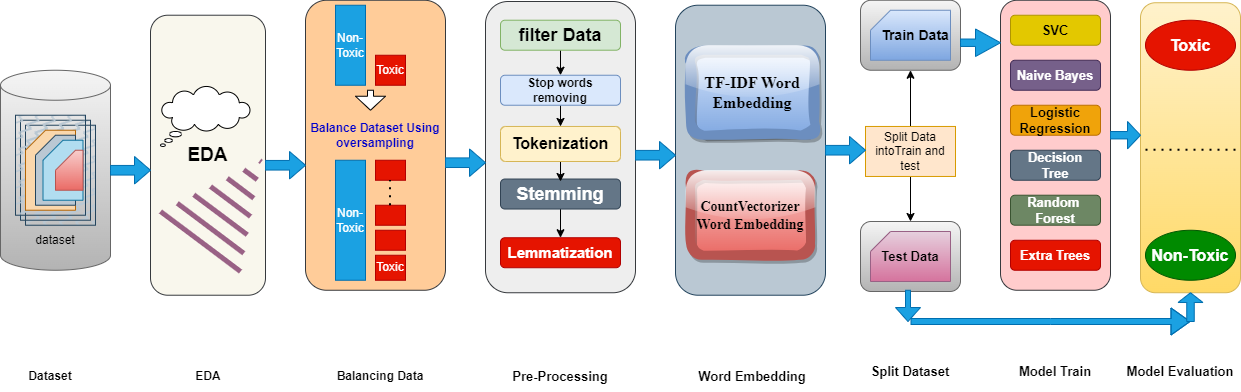 dataset
EDA
Non-
Toxic
Toxic
Balance Dataset Using
oversampling
Non-
Toxic
Toxic
filter Data
Stop words
removing
Tokenization
Stemming
Lemmatization
TF-IDF Word
Embedding
CountVectorizer
Word Embedding
Train Data
Split Data
intoTrain and
test
Test Data
SVC
Naive Bayes
Logistic
Regression
Decision
Tree
Random
Forest
Extra Trees
Toxic
Non-Toxic
Dataset
EDA
Balancing Data
Pre-Processing
Word Embedding
Split Dataset
Model Train
Model Evaluation